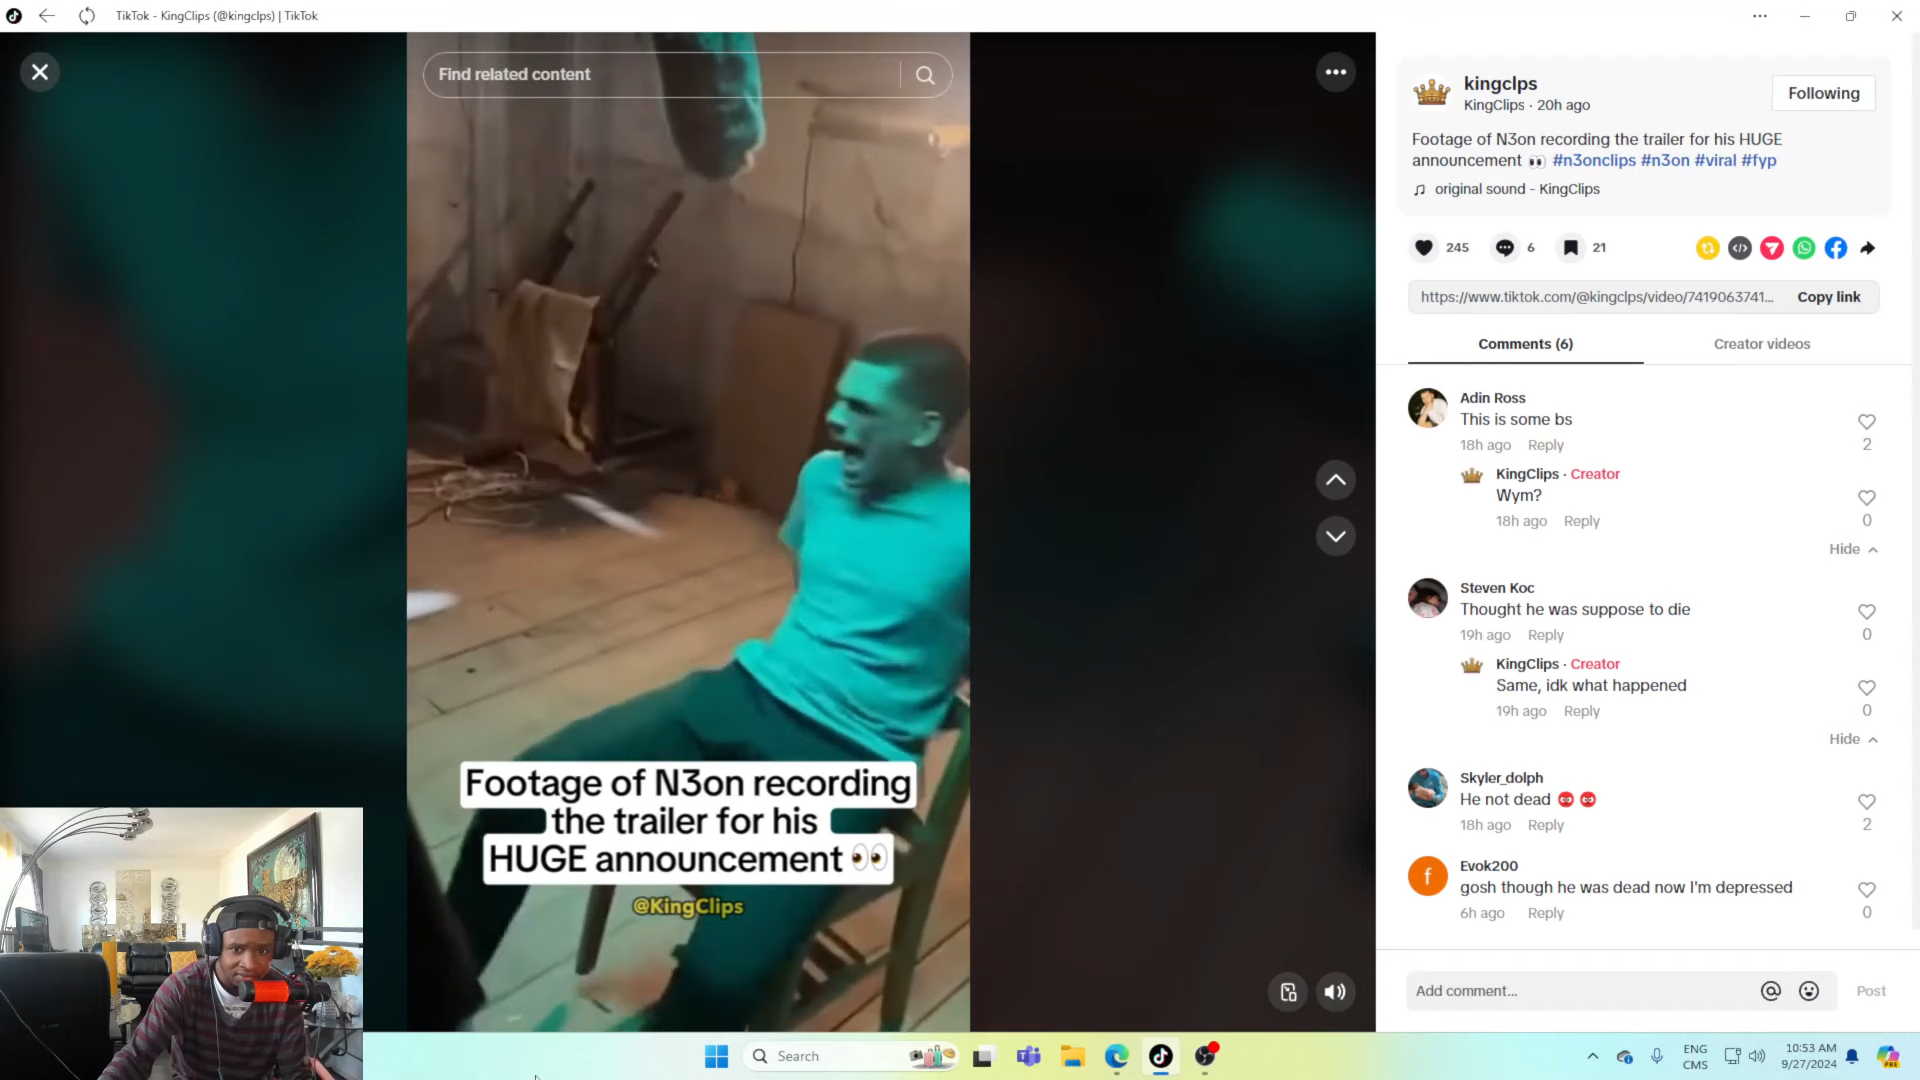 TikTok - KingClips (@kingclps) | TikTok
Find related content
Footage of N3on recording
the trailer for his
HUGE announcement 👀
@KingClips
kingclps
KingClips · 20h ago
Following
Footage of N3on recording the trailer for his HUGE
announcement 👀 #n3onclips #n3on #viral #fyp
original sound - KingClips
245
6
21
https://www.tiktok.com/@kingclps/video/7419063741...
Copy link
Comments (6)
Creator videos
Adin Ross
This is some bs
18h ago Reply
2
KingClips · Creator
Wym?
18h ago Reply
0
Hide
Steven Koc
Thought he was suppose to die
19h ago Reply
0
KingClips · Creator
Same, idk what happened
19h ago Reply
0
Hide
Skyler_dolph
He not dead
18h ago Reply
2
f
Evok200
gosh though he was dead now I'm depressed
6h ago Reply
0
Add comment...
Post
Search
ENG
CMS
10:53 AM
9/27/2024
PRE